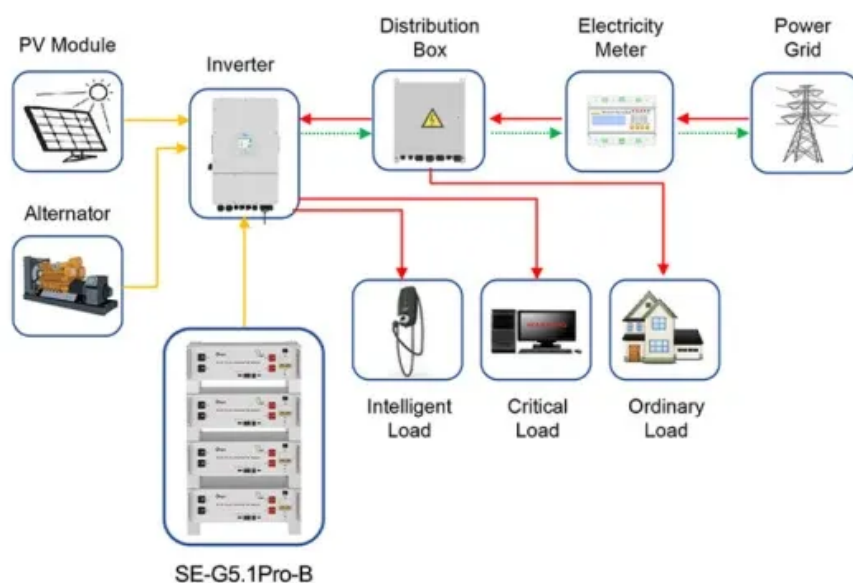 PV Module
Inverter
Distribution
Box
Electricity
Meter
Power
Grid
Alternator
Intelligent
Load
Critical
Load
Ordinary
Load
SE-G5.1Pro-B